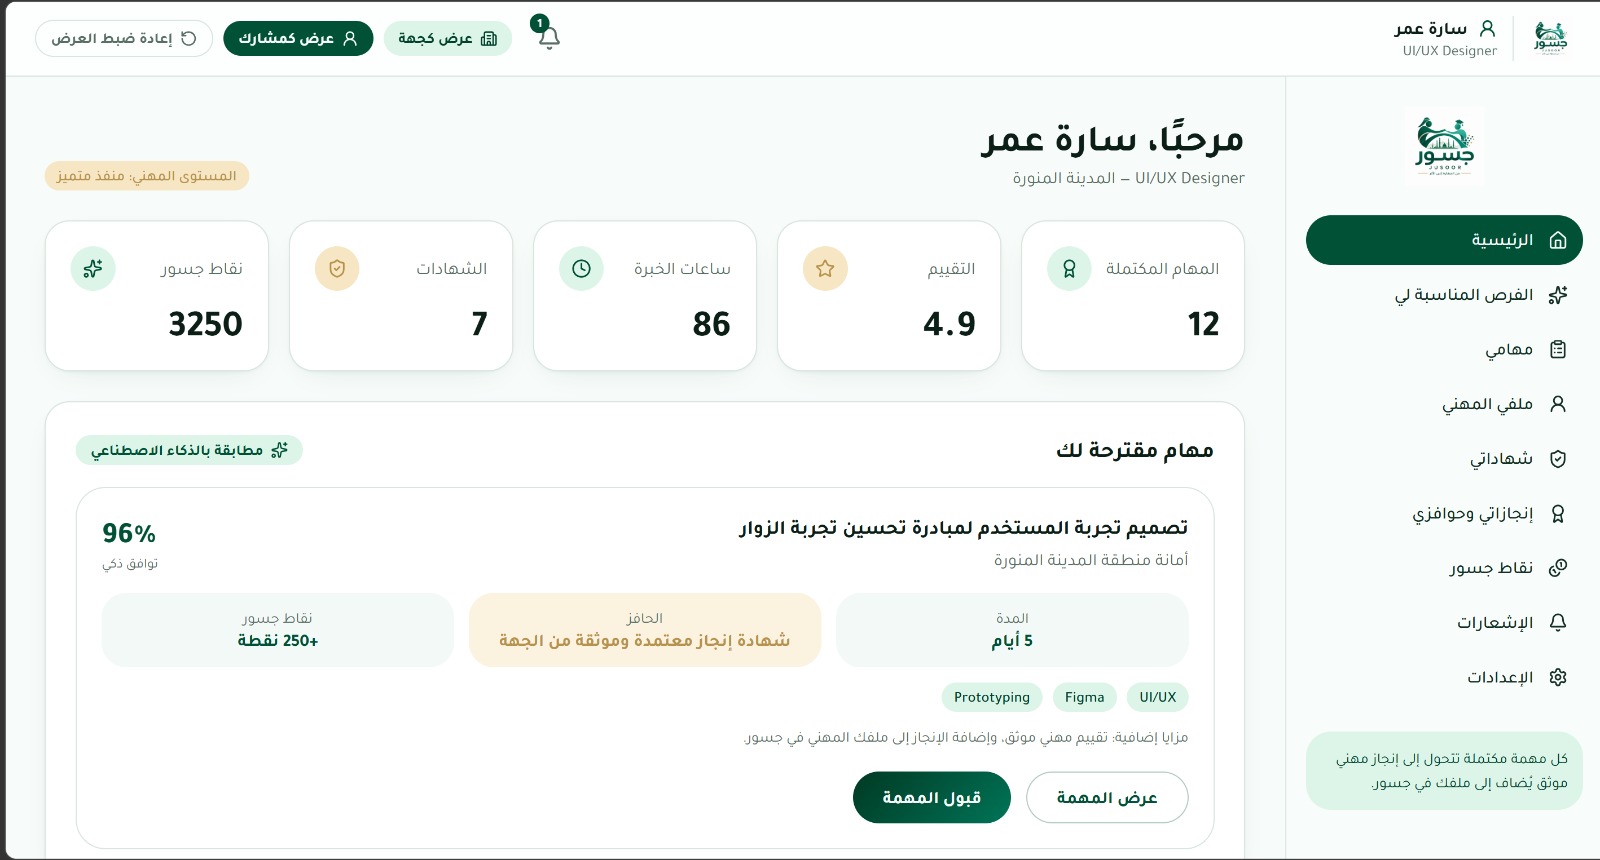 جسور
JUSOOR
سارة عمر
UI/UX Designer
1
عرض كجهة
عرض كمشارك
إعادة ضبط العرض
جسور
JUSOOR
الرئيسية
الفرص المناسبة لي
مهامي
ملفي المهني
شهاداتي
إنجازاتي وحوافزي
نقاط جسور
الإشعارات
الإعدادات
كل مهمة مكتملة تتحول إلى إنجاز مهني
موثق يُضاف إلى ملفك في جسور.
مرحبًا، سارة عمر
UI/UX Designer – المدينة المنورة
المستوى المهني: منفذ متميز
المهام المكتملة
12
التقييم
4.9
ساعات الخبرة
86
الشهادات
7
نقاط جسور
3250
مهام مقترحة لك
مطابقة بالذكاء الاصطناعي
تصميم تجربة المستخدم لمبادرة تحسين تجربة الزوار
أمانة منطقة المدينة المنورة
96%
توافق ذكي
المدة
5 أيام
الحافز
شهادة إنجاز معتمدة وموثقة من الجهة
نقاط جسور
+250 نقطة
UI/UX
Figma
Prototyping
مزايا إضافية: تقييم مهني موثق، وإضافة الإنجاز إلى ملفك المهني في جسور.
عرض المهمة
قبول المهمة